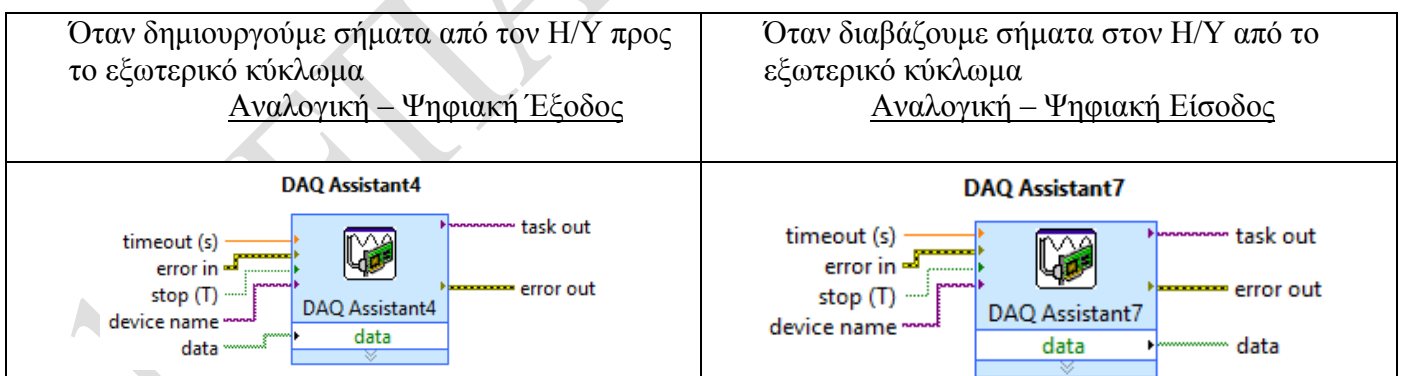 Όταν δημιουργούμε σήματα από τον Η/Υ προς
το εξωτερικό κύκλωμα
Αναλογική – Ψηφιακή Έξοδος
Όταν διαβάζουμε σήματα στον Η/Υ από το
εξωτερικό κύκλωμα
Αναλογική – Ψηφιακή Είσοδος
DAQ Assistant4
timeout (s)
error in
stop (T)
device name
data
DAQ Assistant4
data
task out
error out
DAQ Assistant7
timeout (s)
error in
stop (T)
device name
DAQ Assistant7
data
task out
error out
data